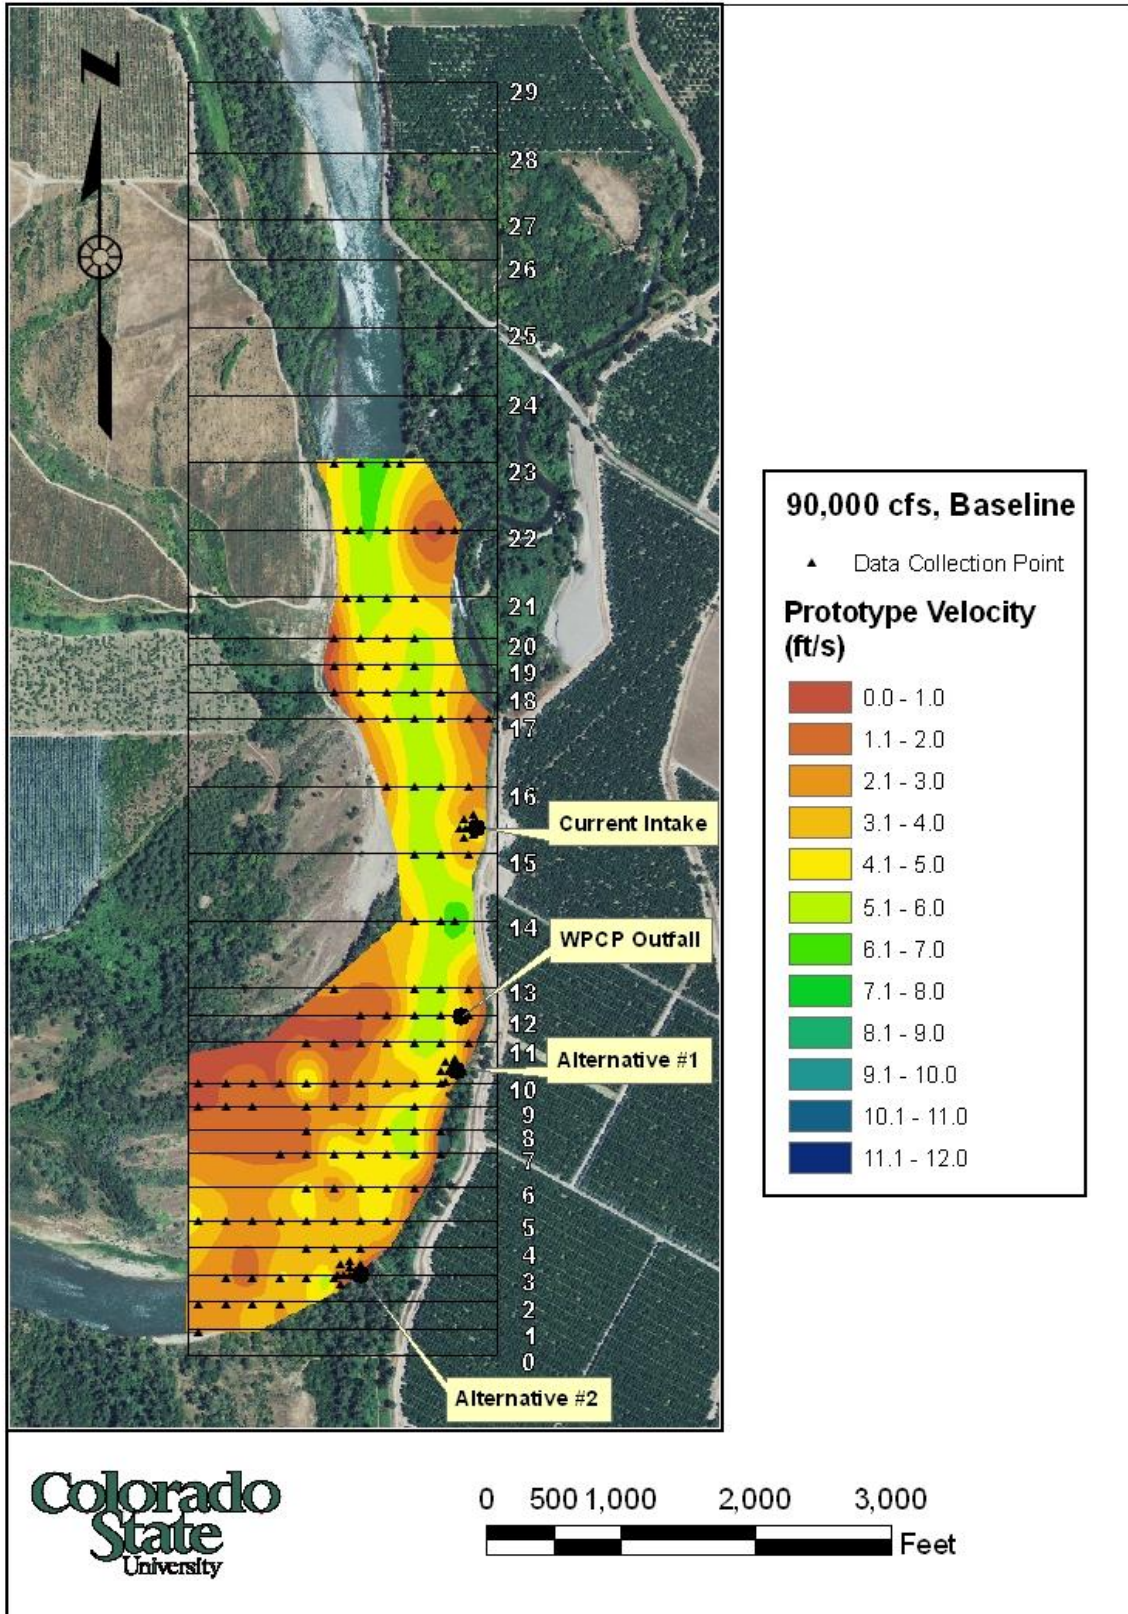 N
29
28
27
26
25
24
23
22
21
20
19
18
17
16
Current Intake
15
14
WPCP Outfall
13
12
11
Alternative #1
10
9
8
7
6
5
4
3
2
1
0
Alternative #2
90,000 cfs, Baseline
Data Collection Point
Prototype Velocity
(ft/s)
0.0 - 1.0
1.1 - 2.0
2.1 - 3.0
3.1 - 4.0
4.1 - 5.0
5.1 - 6.0
6.1 - 7.0
7.1 - 8.0
8.1 - 9.0
9.1 - 10.0
10.1 - 11.0
11.1 - 12.0
Colorado
State
University
0 500 1,000 2,000 3,000
Feet